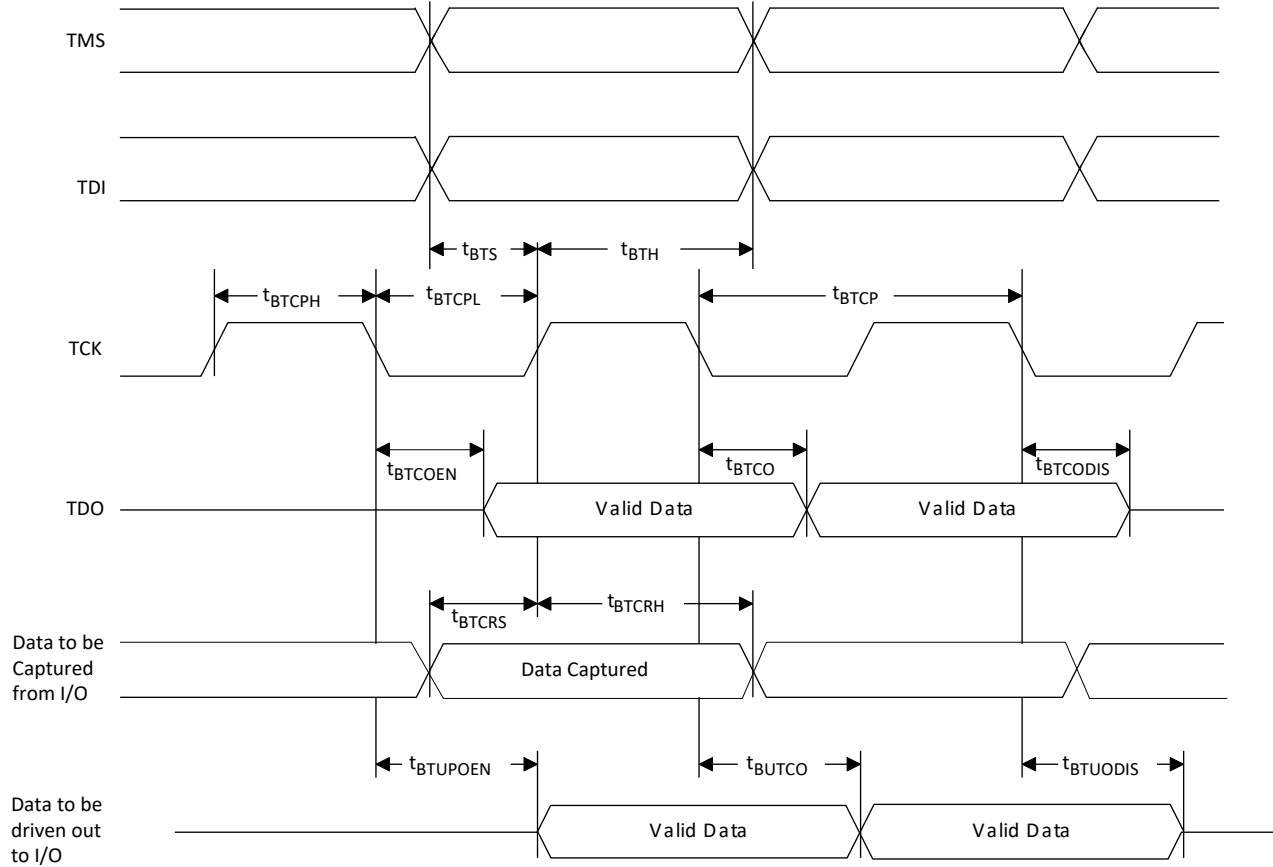 TMS
TDI
tBTS
tBTH
tBTCPH
tBTCPL
tBTCP
TCK
tBTCOEN
tBTCO
tBTCODIS
TDO
Valid Data
Valid Data
tBTCRS
tBTCRH
Data to be
Captured
from I/O
Data Captured
tBTUPOEN
tBUTCO
tBTUODIS
Data to be
driven out
to I/O
Valid Data
Valid Data